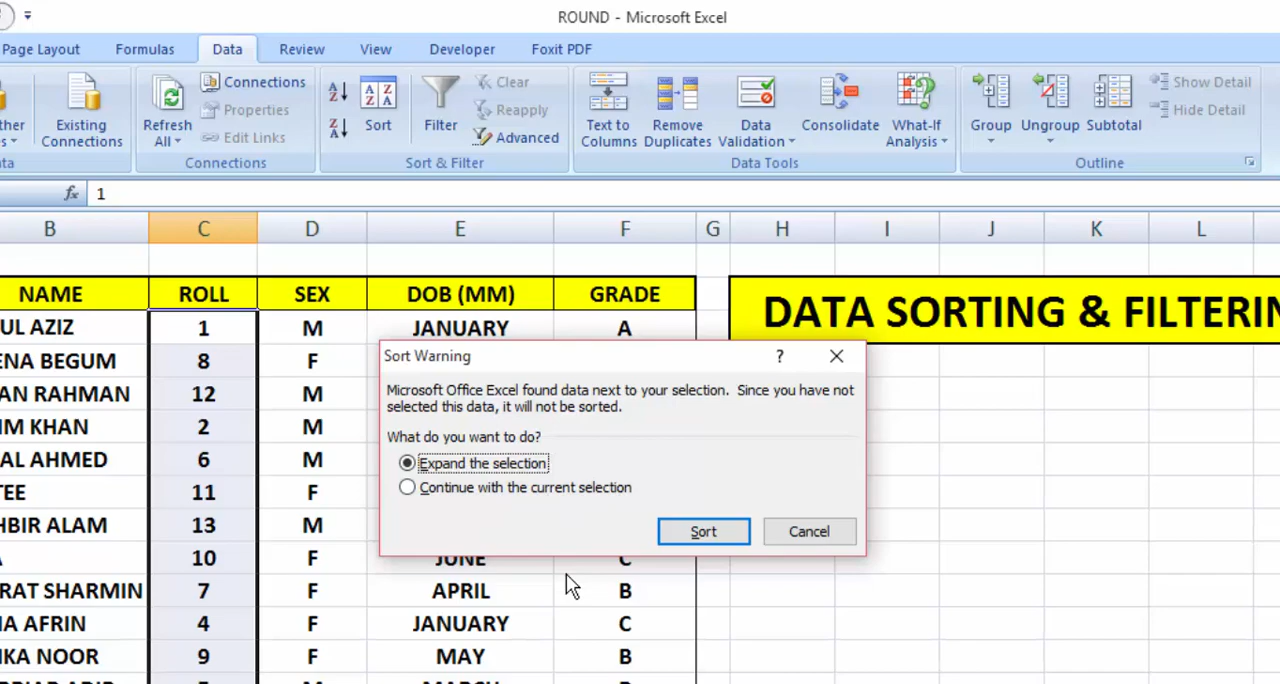 ROUND - Microsoft Excel
Page Layout Formulas Data Review View Developer Foxit PDF
Existing Connections
Refresh All
Connections
Properties
Edit Links
Connections
Sort
Filter
Clear
Reapply
Advanced
Sort & Filter
Text to Columns
Remove Duplicates
Data Validation
Consolidate
What-If Analysis
Data Tools
Group
Ungroup
Subtotal
Show Detail
Hide Detail
Outline
fx 1
B C D E F G H I J K L
NAME ROLL SEX DOB (MM) GRADE
DATA SORTING & FILTERIN
UL AZIZ 1 M JANUARY A
ENA BEGUM 8 F
AN RAHMAN 12 M
IM KHAN 2 M
AL AHMED 6 M
TEE 11 F
HBIR ALAM 13 M
10 F JUNE C
RAT SHARMIN 7 F APRIL B
IA AFRIN 4 F JANUARY C
IKA NOOR 9 F MAY B
Sort Warning ?
Microsoft Office Excel found data next to your selection. Since you have not
selected this data, it will not be sorted.
What do you want to do?
Expand the selection
Continue with the current selection
Sort Cancel